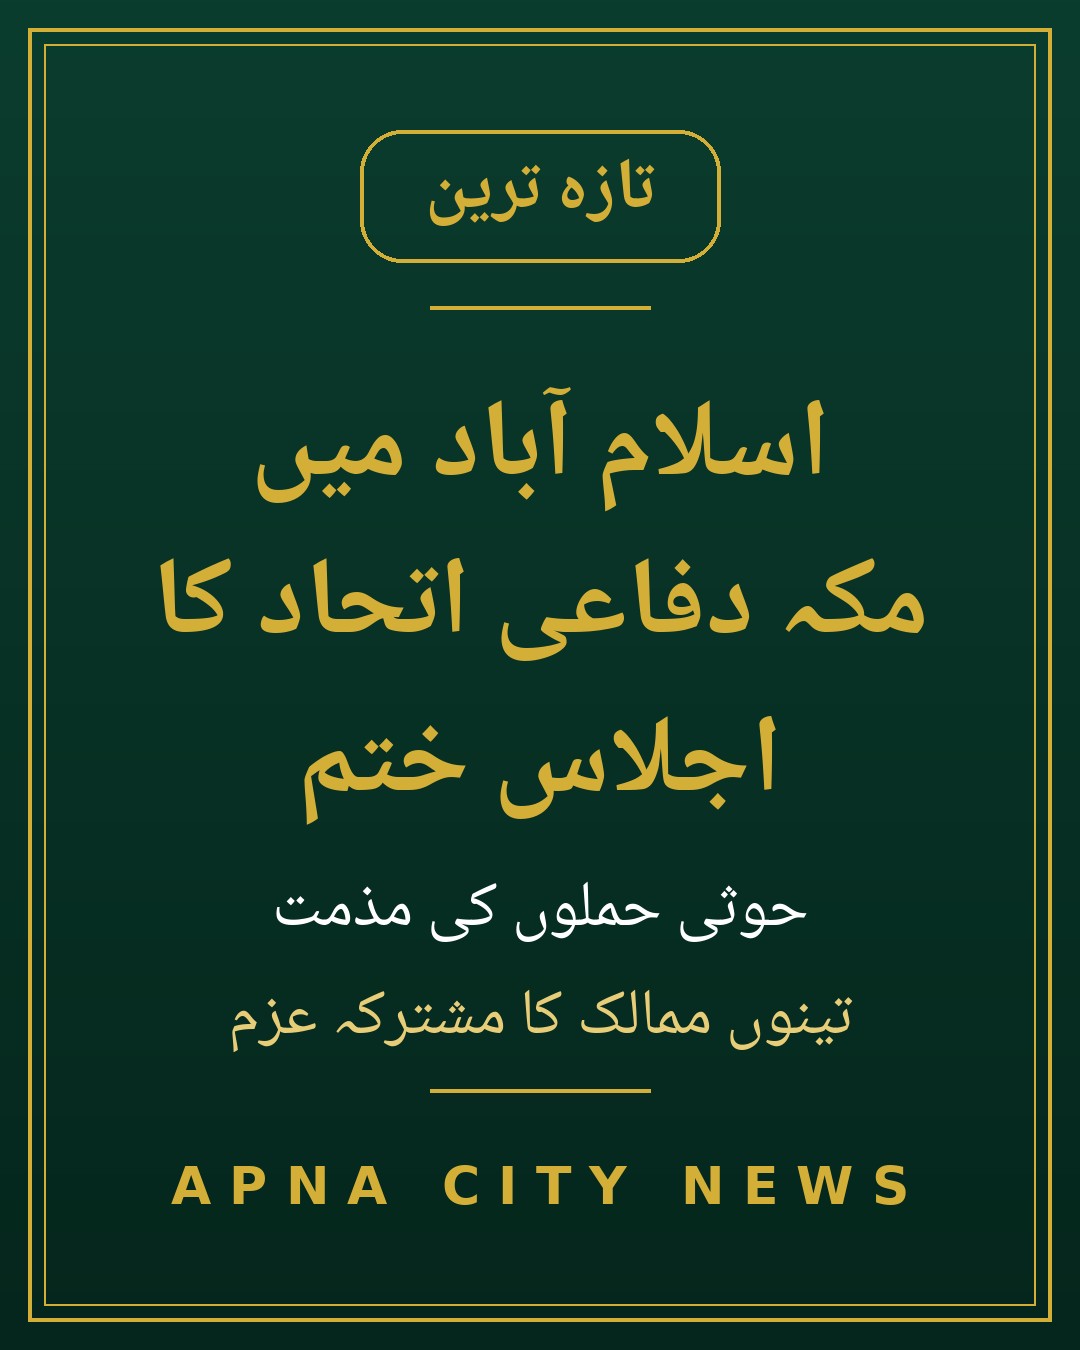 تازہ ترین
اسلام آباد میں
مکہ دفاعی اتحاد کا
اجلاس ختم
حوثی حملوں کی مذمت
تینوں ممالک کا مشترکہ عزم
APNA CITY NEWS